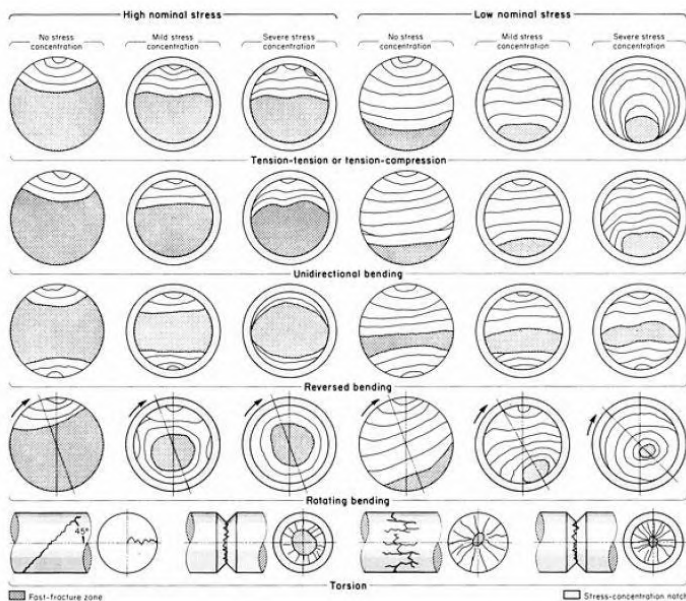 High nominal stress Low nominal stress
No stress concentration Mild stress concentration Severe stress concentration No stress concentration Mild stress concentration Severe stress concentration
Tension-tension or tension-compression
Unidirectional bending
Reversed bending
Rotating bending
45°
Torsion
Fast-fracture zone Stress-concentration notch